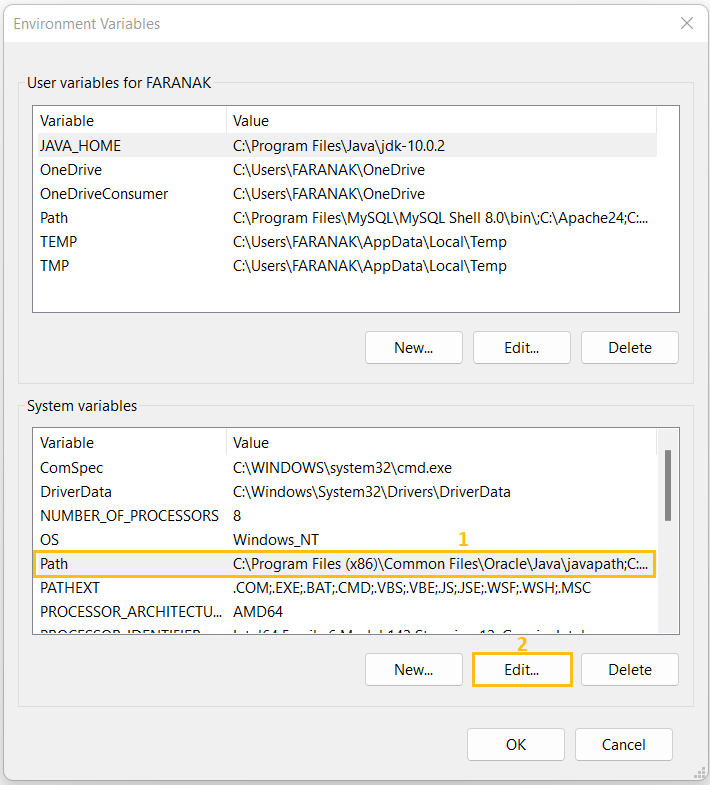 Environment Variables
User variables for FARANAK
Variable Value
JAVA_HOME C:\Program Files\Java\jdk-10.0.2
OneDrive C:\Users\FARANAK\OneDrive
OneDriveConsumer C:\Users\FARANAK\OneDrive
Path C:\Program Files\MySQL\MySQL Shell 8.0\bin\;C:\Apache24;C:...
TEMP C:\Users\FARANAK\AppData\Local\Temp
TMP C:\Users\FARANAK\AppData\Local\Temp
New... Edit... Delete
System variables
Variable Value
ComSpec C:\WINDOWS\system32\cmd.exe
DriverData C:\Windows\System32\Drivers\DriverData
NUMBER_OF_PROCESSORS 8
OS Windows_NT
1
Path C:\Program Files (x86)\Common Files\Oracle\Java\javapath;C:...
PATHEXT .COM;.EXE;.BAT;.CMD;.VBS;.VBE;.JS;.JSE;.WSF;.WSH;.MSC
PROCESSOR_ARCHITECTU... AMD64
PROCESSOR_IDENTIFIER
2
New... Edit... Delete
OK Cancel